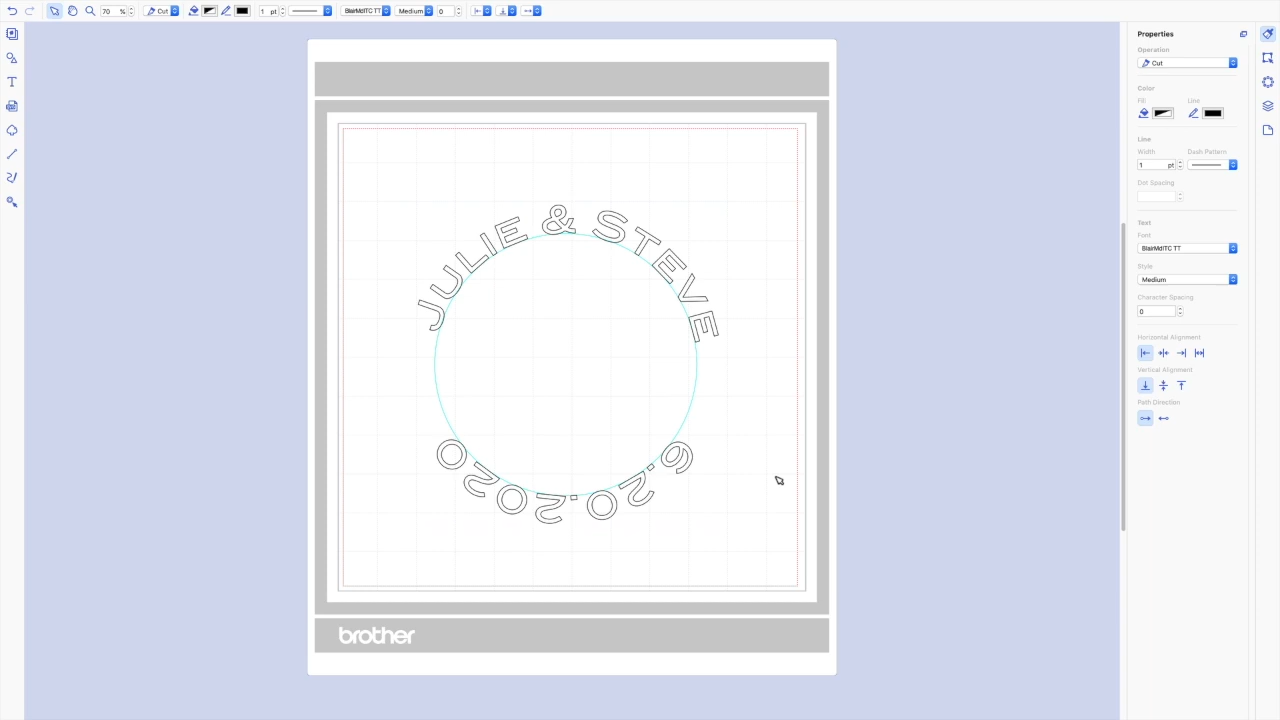 70 %
Cut
1 pt
BlairMdITC TT
Medium
0
Properties
Operation
Cut
Color
Fill
Line
Line
Width
Dash Pattern
1 pt
Dot Spacing
Text
Font
BlairMdITC TT
Style
Medium
Character Spacing
0
Horizontal Alignment
Vertical Alignment
Path Direction
JULIE & STEVE
6.20.2020
brother